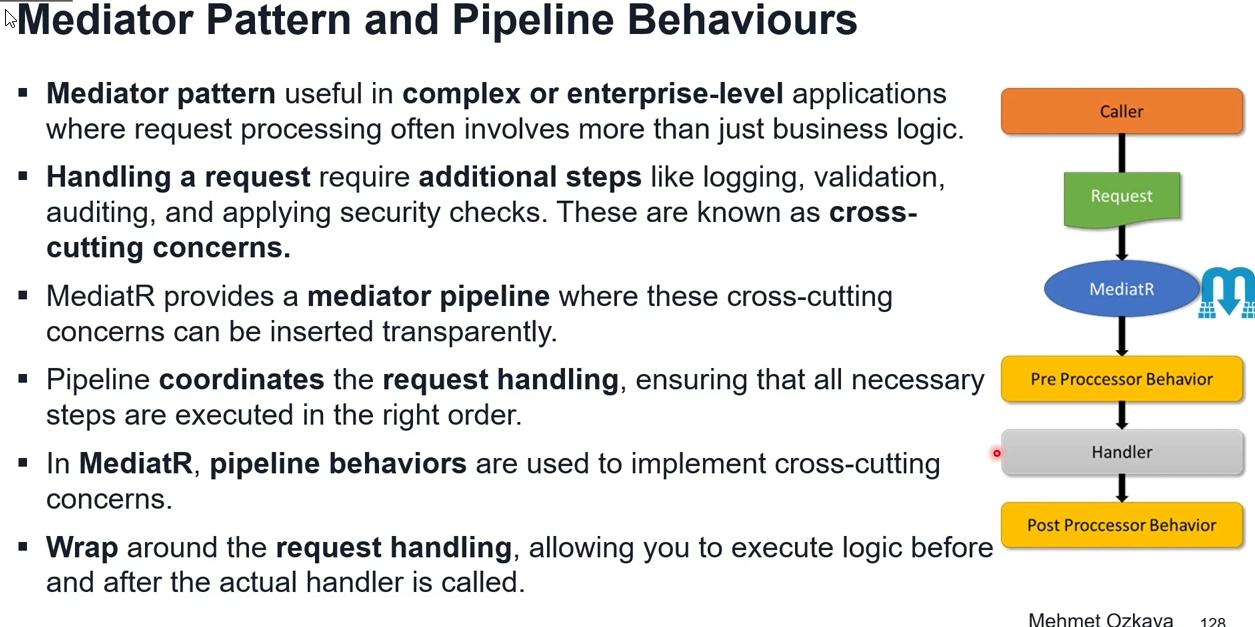 Mediator Pattern and Pipeline Behaviours
▪ Mediator pattern useful in complex or enterprise-level applications
where request processing often involves more than just business logic.
▪ Handling a request require additional steps like logging, validation,
auditing, and applying security checks. These are known as cross-
cutting concerns.
▪ MediatR provides a mediator pipeline where these cross-cutting
concerns can be inserted transparently.
▪ Pipeline coordinates the request handling, ensuring that all necessary
steps are executed in the right order.
▪ In MediatR, pipeline behaviors are used to implement cross-cutting
concerns.
▪ Wrap around the request handling, allowing you to execute logic before
and after the actual handler is called.
Caller
Request
MediatR
Pre Proccessor Behavior
Handler
Post Proccessor Behavior
Mehmet Ozkaya 128